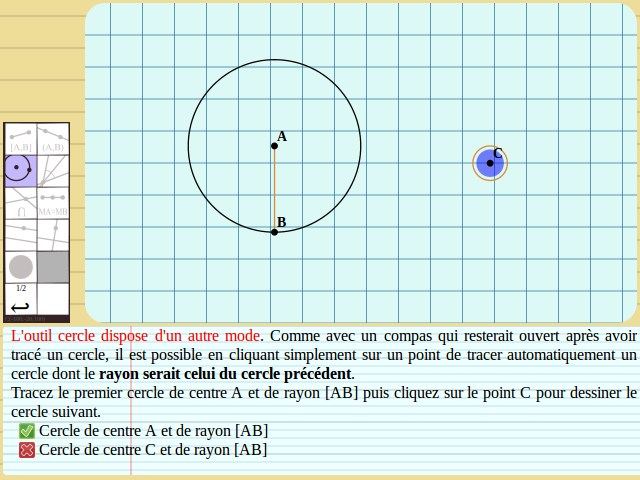 A
C
B
[A,B] (A,B)
⋂ MA=MB
1/2
L'outil cercle dispose d'un autre mode. Comme avec un compas qui resterait ouvert après avoir
tracé un cercle, il est possible en cliquant simplement sur un point de tracer automatiquement un
cercle dont le rayon serait celui du cercle précédent.
Tracez le premier cercle de centre A et de rayon [AB] puis cliquez sur le point C pour dessiner le
cercle suivant.
Cercle de centre A et de rayon [AB]
Cercle de centre C et de rayon [AB]